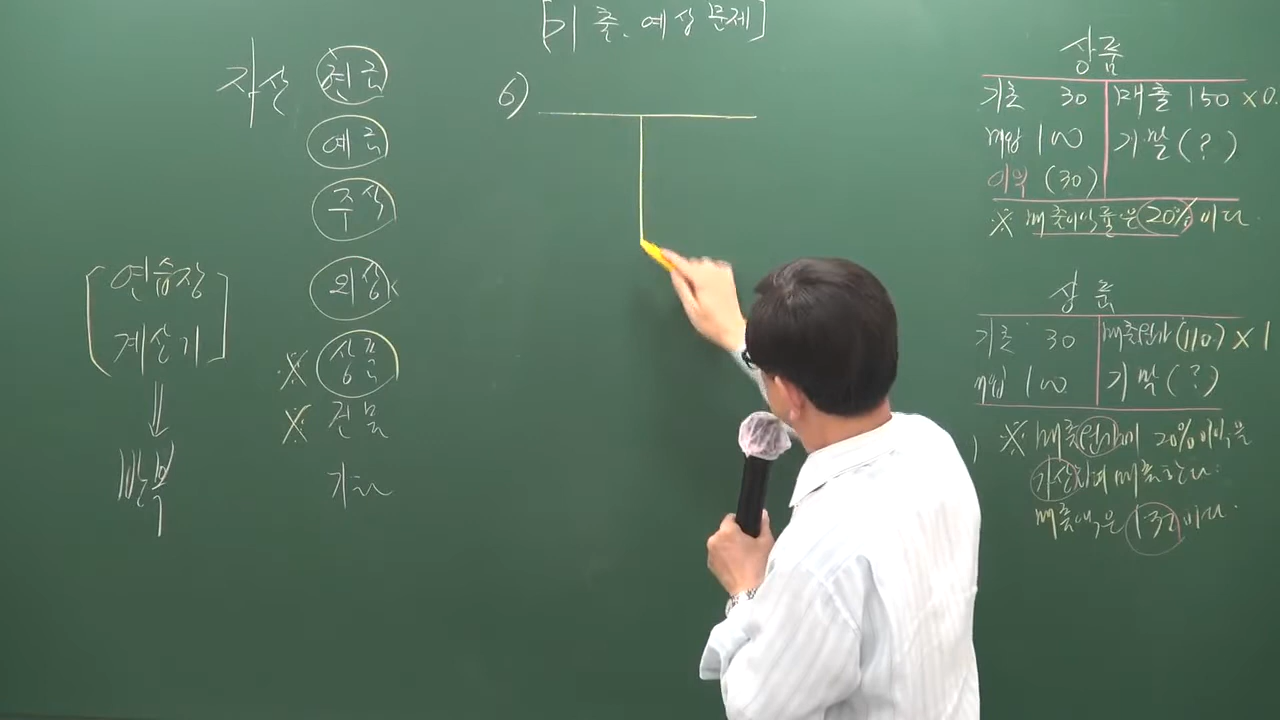 [기출, 예상문제]
자산
현금
예금
주식
외상
※ 상품
※ 건물
기타
[연습장
계산기]
⇓
반복
6)
상품
기초 30 매출 150 × 0.
매입 100 기말 (?)
이익 (30)
※ 매출이익률은 20% 이다
상품
기초 30 매출원가 (110) × 1
매입 100 기말 (?)
※ 매출원가에 20% 이익을
가산하여 매출한다.
매출액은 132 이다.